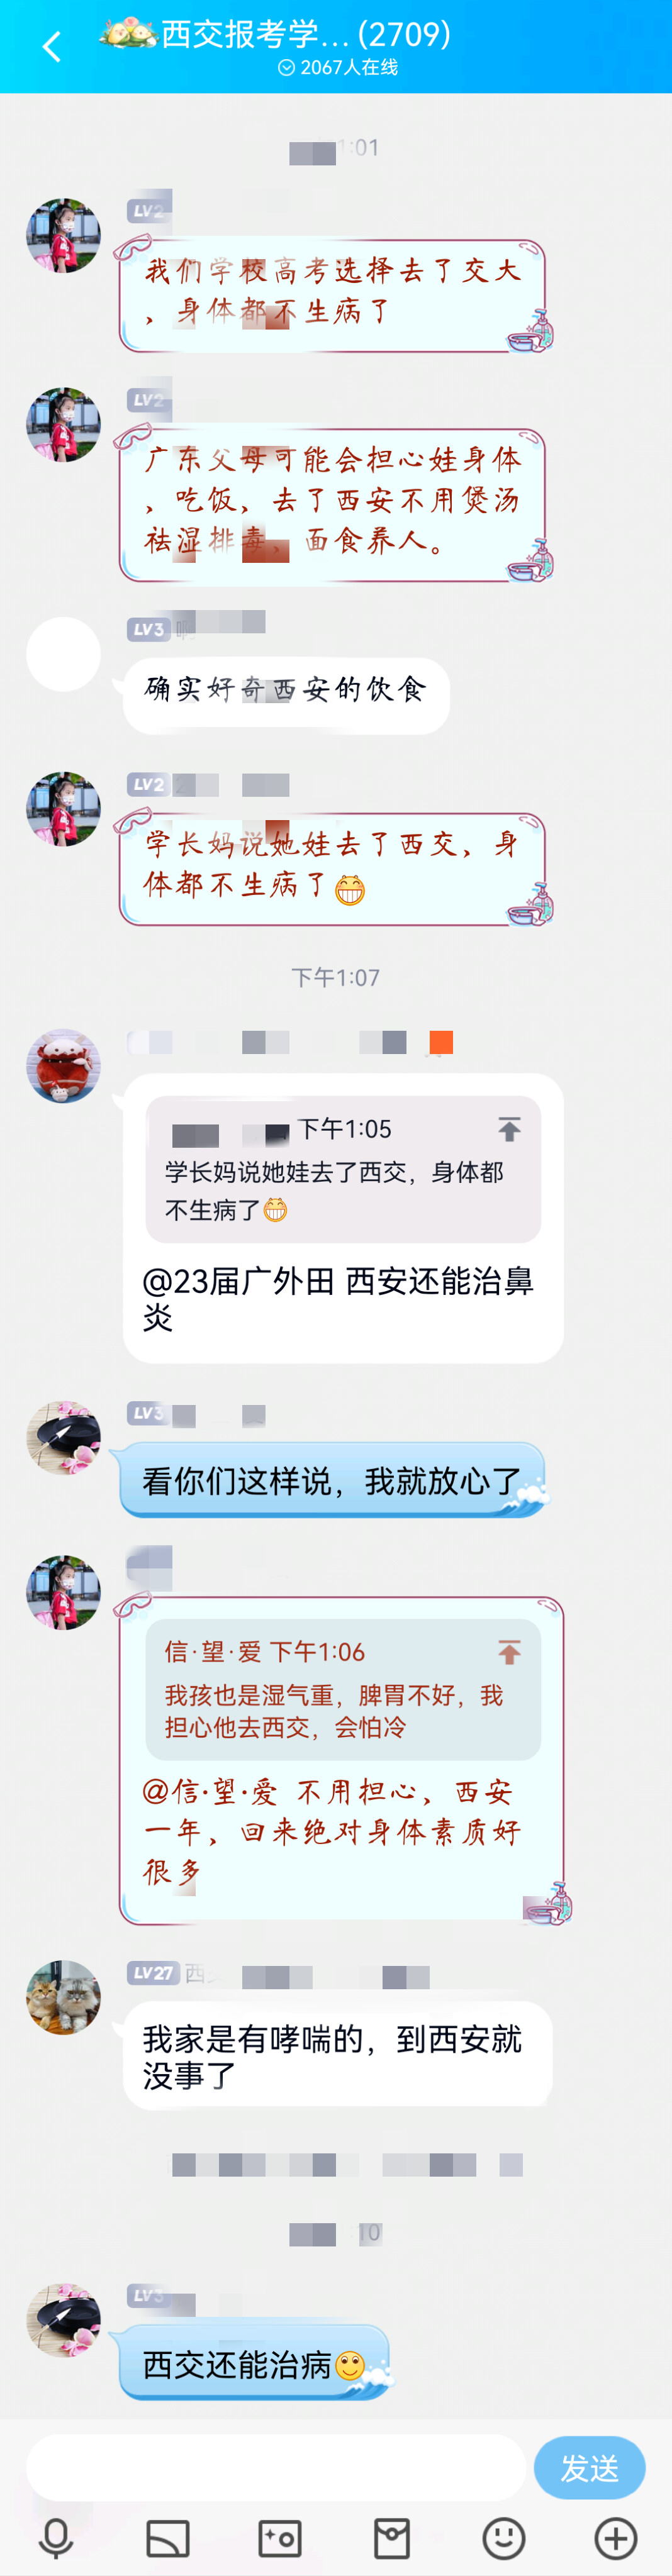 西交报考学... (2709)
2067人在线
1:01
LV2
我们学校高考选择去了交大
，身体都不生病了
LV2
广东父母可能会担心娃身体
，吃饭，去了西安不用煲汤
祛湿排毒，面食养人。
LV3
确实好奇西安的饮食
LV2
学长妈说她娃去了西交，身
体都不生病了
下午1:07
下午1:05
学长妈说她娃去了西交，身体都
不生病了
@23届广外田 西安还能治鼻
炎
LV3
看你们这样说，我就放心了
信·望·爱 下午1:06
我孩也是湿气重，脾胃不好，我
担心他去西交，会怕冷
@信·望·爱 不用担心，西安
一年，回来绝对身体素质好
很多
LV27 西
我家是有哮喘的，到西安就
没事了
10
LV3
西交还能治病
发送